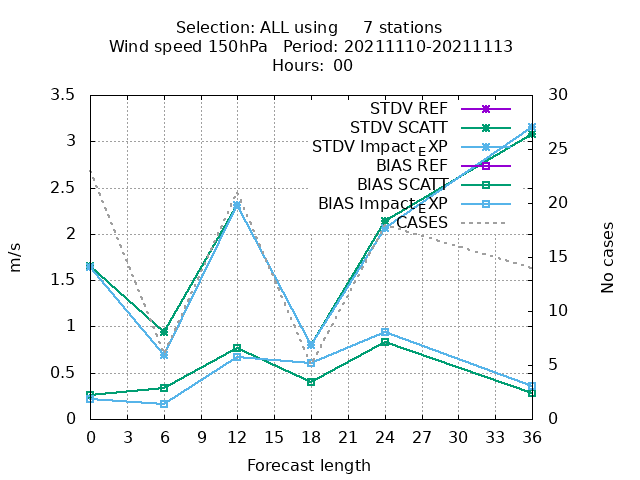 Selection: ALL using     7 stations
Wind speed 150hPa   Period: 20211110-20211113
Hours:  00
3.5
3
2.5
2
1.5
1
0.5
0
m/s
30
25
20
15
10
5
0
No cases
STDV REF
STDV SCATT
STDV Impact_EXP
BIAS REF
BIAS SCATT
BIAS Impact_EXP
CASES
0 3 6 9 12 15 18 21 24 27 30 33 36
Forecast length